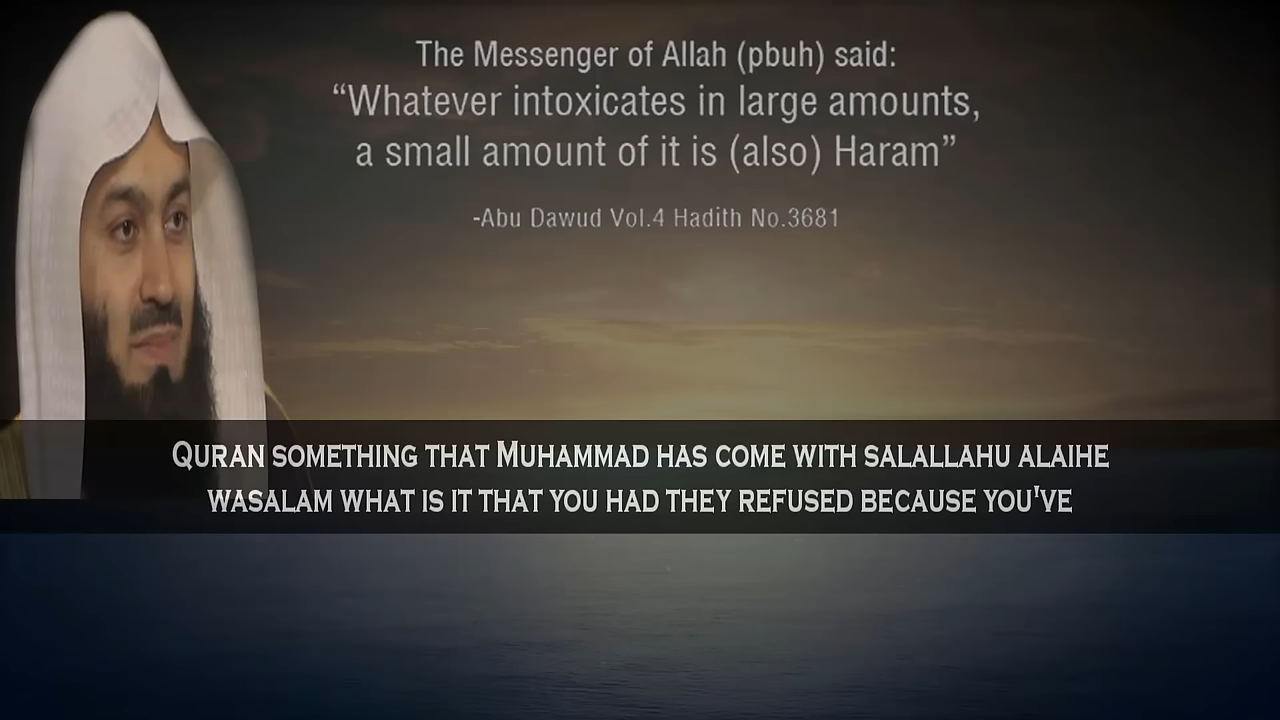 The Messenger of Allah (pbuh) said:
“Whatever intoxicates in large amounts,
a small amount of it is (also) Haram”
-Abu Dawud Vol.4 Hadith No.3681
QURAN SOMETHING THAT MUHAMMAD HAS COME WITH SALALLAHU ALAIHE
WASALAM WHAT IS IT THAT YOU HAD THEY REFUSED BECAUSE YOU'VE